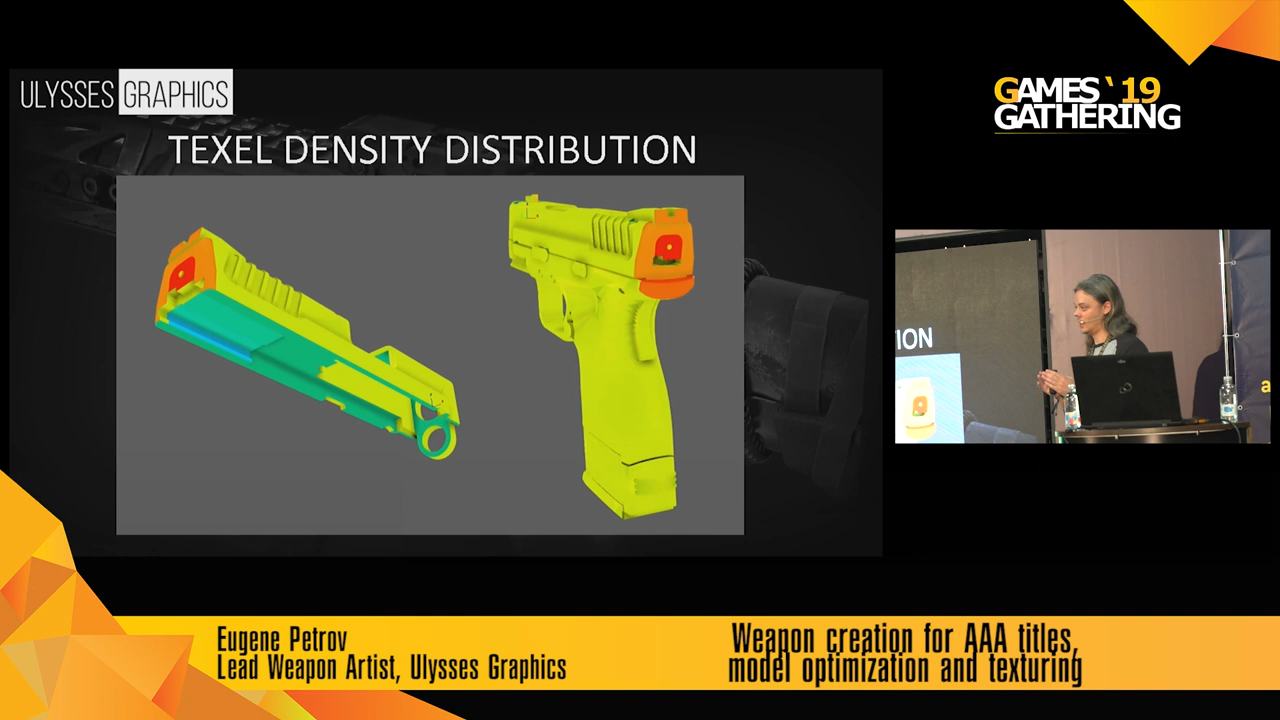 ULYSSES GRAPHICS
TEXEL DENSITY DISTRIBUTION
GAMES `19
GATHERING
ION
a
Eugene Petrov
Lead Weapon Artist, Ulysses Graphics
Weapon creation for AAA titles,
model optimization and texturing